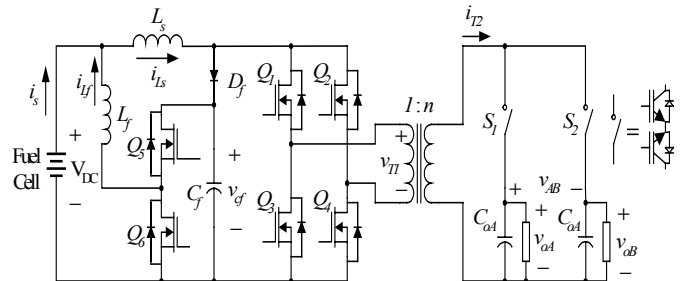 L_s
i_T2
i_s
i_Lf
i_Ls
D_f
Q_1
Q_2
1:n
L_f
S_1
S_2
=
+
Fuel
Cell
V_DC
−
Q_5
+
v_cf
−
C_f
+
v_T1
−
Q_6
Q_3
Q_4
+
v_AB
−
C_oA
+
v_oA
−
C_oA
+
v_oB
−